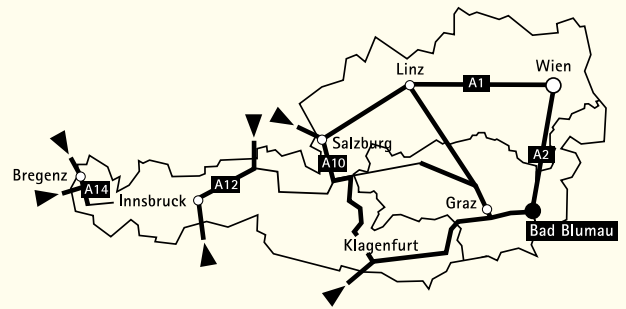 Linz
Wien
A1
Salzburg
A10
A2
Bregenz
A14
A12
Innsbruck
Graz
Bad Blumau
Klagenfurt